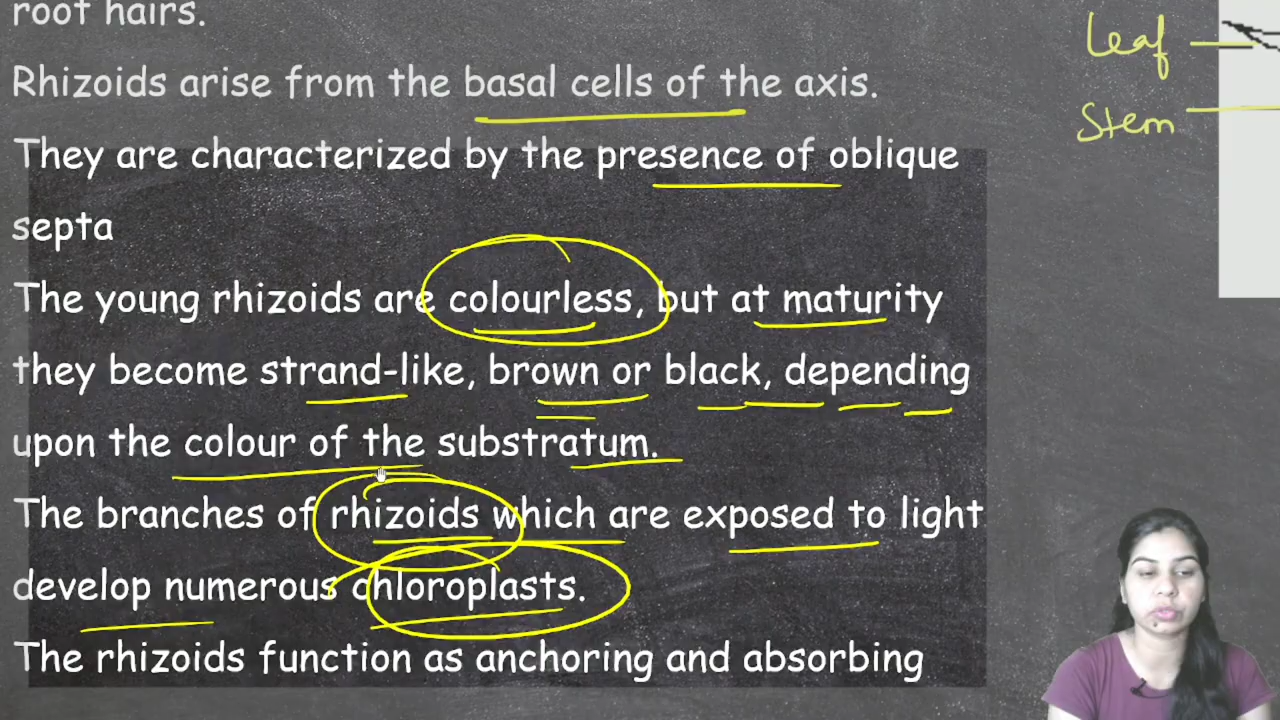 root hairs.
Rhizoids arise from the basal cells of the axis.
They are characterized by the presence of oblique
septa
The young rhizoids are colourless, but at maturity
they become strand-like, brown or black, depending
upon the colour of the substratum.
The branches of rhizoids which are exposed to light
develop numerous chloroplasts.
The rhizoids function as anchoring and absorbing
Leaf
Stem